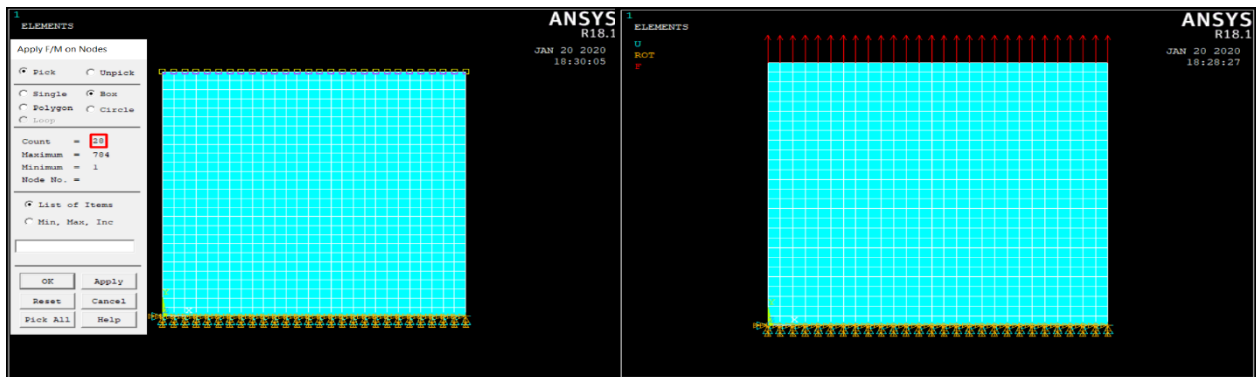 1
ELEMENTS
ANSYS
R18.1
JAN 20 2020
18:30:05
Apply F/M on Nodes
Pick Unpick
Single Box
Polygon Circle
Loop
Count = 28
Maximum = 784
Minimum = 1
Node No. =
List of Items
Min, Max, Inc
OK Apply
Reset Cancel
Pick All Help
X
1
ELEMENTS
U
ROT
F
ANSYS
R18.1
JAN 20 2020
18:28:27
X